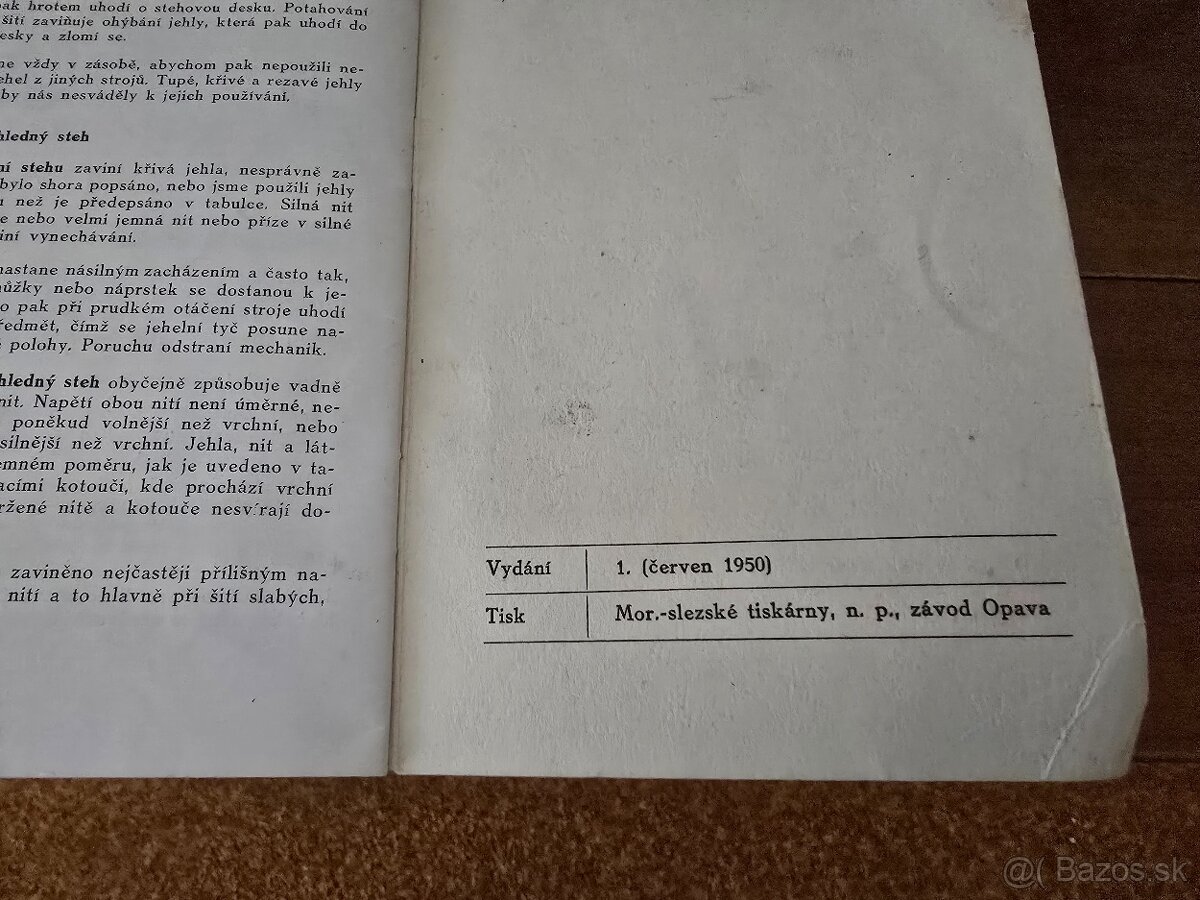 pak hrotem uhodí o stehovou desku. Potahování
šití zaviňuje ohýbání jehly, která pak uhodí do
esky a zlomí se.
me vždy v zásobě, abychom pak nepoužili ne-
ehel z jiných strojů. Tupé, křivé a rezavé jehly
by nás nesváděly k jejich používání.
hledný steh
ní stehu zaviní křivá jehla, nesprávně za-
bylo shora popsáno, nebo jsme použili jehly
u než je předepsáno v tabulce. Silná nit
e nebo velmi jemná nit nebo příze v silné
iní vynechávání.
nastane násilným zacházením a často tak,
nůžky nebo náprstek se dostanou k je-
o pak při prudkém otáčení stroje uhodí
ředmět, čímž se jehelní tyč posune na-
é polohy. Poruchu odstraní mechanik.
hledný steh obyčejně způsobuje vadně
nit. Napětí obou nití není úměrné, ne-
poněkud volnější než vrchní, nebo
silnější než vrchní. Jehla, nit a lát-
emném poměru, jak je uvedeno v ta-
acími kotouči, kde prochází vrchní
ržené nitě a kotouče nesvírají do-
zaviněno nejčastěji přílišným na-
nití a to hlavně při šití slabých,
Vydání 1. (červen 1950)
Tisk Mor.-slezské tiskárny, n. p., závod Opava
@( Bazos.sk